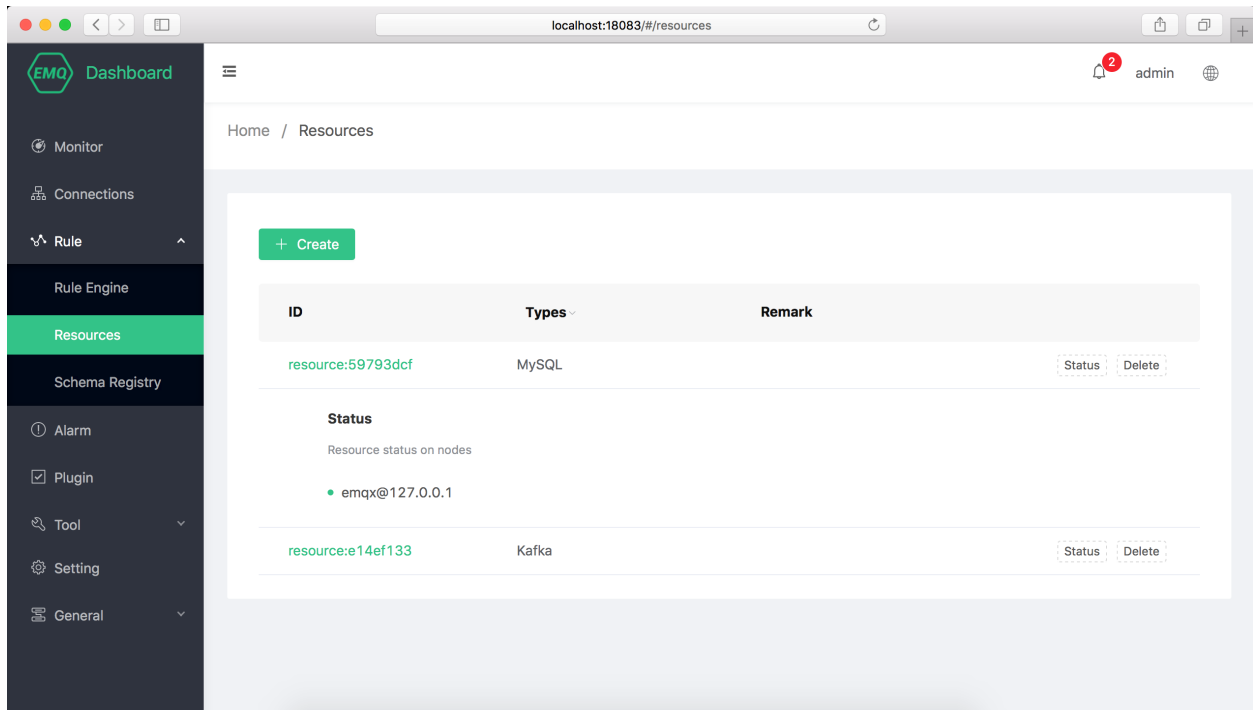 localhost:18083/#/resources
EMQ Dashboard
2
admin
Home / Resources
Monitor
Connections
Rule
Rule Engine
Resources
Schema Registry
Alarm
Plugin
Tool
Setting
General
+ Create
ID Types Remark
resource:59793dcf MySQL Status Delete
Status
Resource status on nodes
emqx@127.0.0.1
resource:e14ef133 Kafka Status Delete